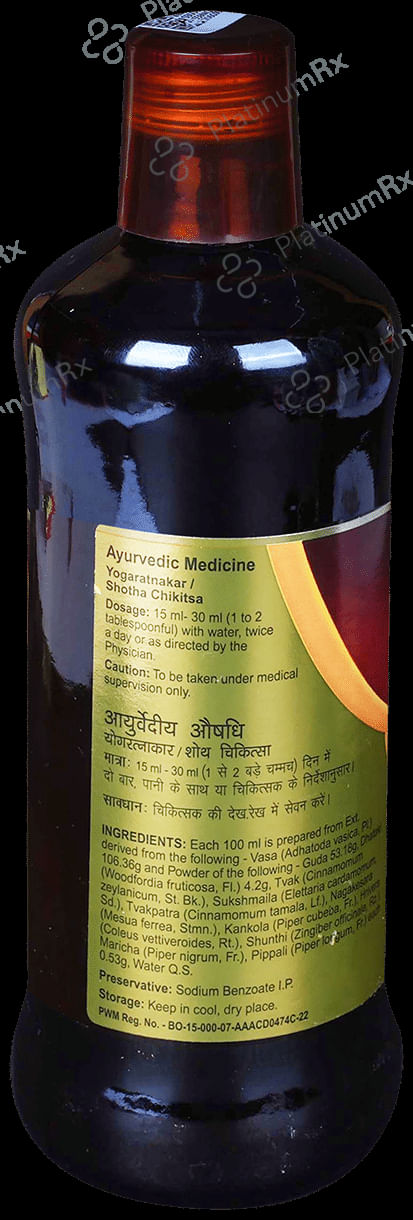 PlatinumRx
PlatinumRx
PlatinumRx
PlatinumRx
Ayurvedic Medicine
Yogaratnakar /
Shotha Chikitsa
Dosage: 15 ml- 30 ml (1 to 2
tablespoonful) with water, twice
a day or as directed by the
Physician.
Caution: To be taken under medical
supervision only.
आयुर्वेदीय औषधि
योगरत्नाकार / शोथ चिकित्सा
मात्रा: 15 ml - 30 ml (1 से 2 बड़े चम्मच) दिन में
दो बार, पानी के साथ या चिकित्सक के निर्देशानुसार।
सावधान: चिकित्सक की देख रेख में सेवन करें।
INGREDIENTS: Each 100 ml is prepared from Ext.
derived from the following - Vasa (Adhatoda vasica, Pl.)
106.36g and Powder of the following - Guda 53.18g, Dhataki
(Woodfordia fruticosa, Fl.) 4.2g, Tvak (Cinnamomum
zeylanicum, St. Bk.), Sukshmaila (Elettaria cardamomum,
Sd.), Tvakpatra (Cinnamomum tamala, Lf.), Nagakesara
(Mesua ferrea, Stmn.), Kankola (Piper cubeba, Fr.), Hrivera
(Coleus vettiveroides, Rt.), Shunthi (Zingiber officinale, Rz.),
Maricha (Piper nigrum, Fr.), Pippali (Piper longum, Fr.) each
0.53g, Water Q.S.
Preservative: Sodium Benzoate I.P.
Storage: Keep in cool, dry place.
PWM Reg. No. - BO-15-000-07-AAACD0474C-22